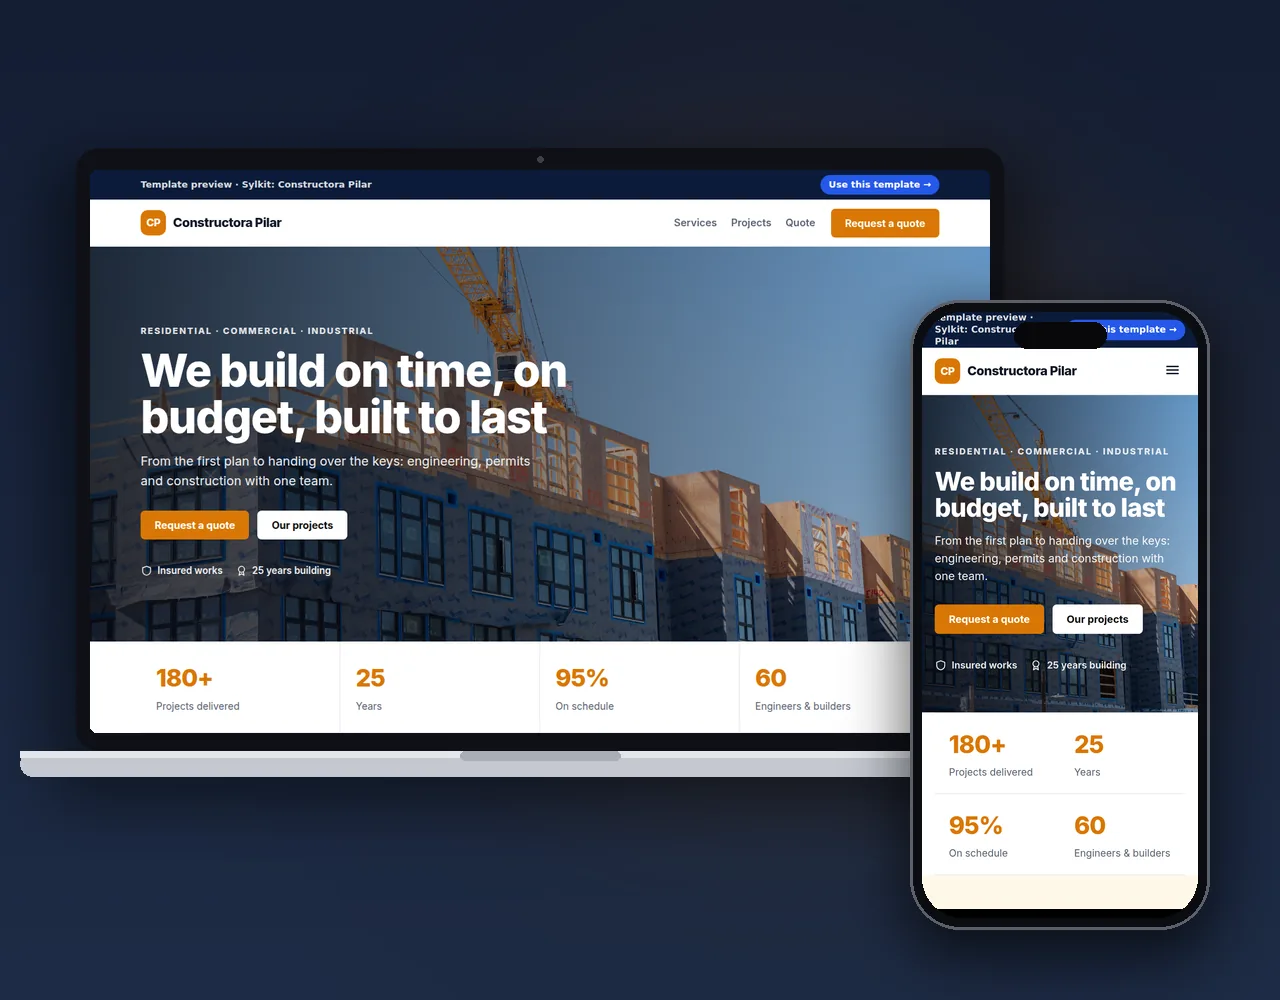 Template preview · Sylkit: Constructora Pilar
Use this template →
CP
Constructora Pilar
Services
Projects
Quote
Request a quote
RESIDENTIAL · COMMERCIAL · INDUSTRIAL
We build on time, on
budget, built to last
From the first plan to handing over the keys: engineering, permits
and construction with one team.
Request a quote
Our projects
Insured works
25 years building
180+
Projects delivered
25
Years
95%
On schedule
60
Engineers & builders
emplate preview ·
Sylkit: Construc
Pilar
is template →
CP
Constructora Pilar
RESIDENTIAL · COMMERCIAL · INDUSTRIAL
We build on time, on
budget, built to last
From the first plan to handing over the keys:
engineering, permits and construction with
one team.
Request a quote
Our projects
Insured works
25 years building
180+
Projects delivered
25
Years
95%
On schedule
60
Engineers & builders